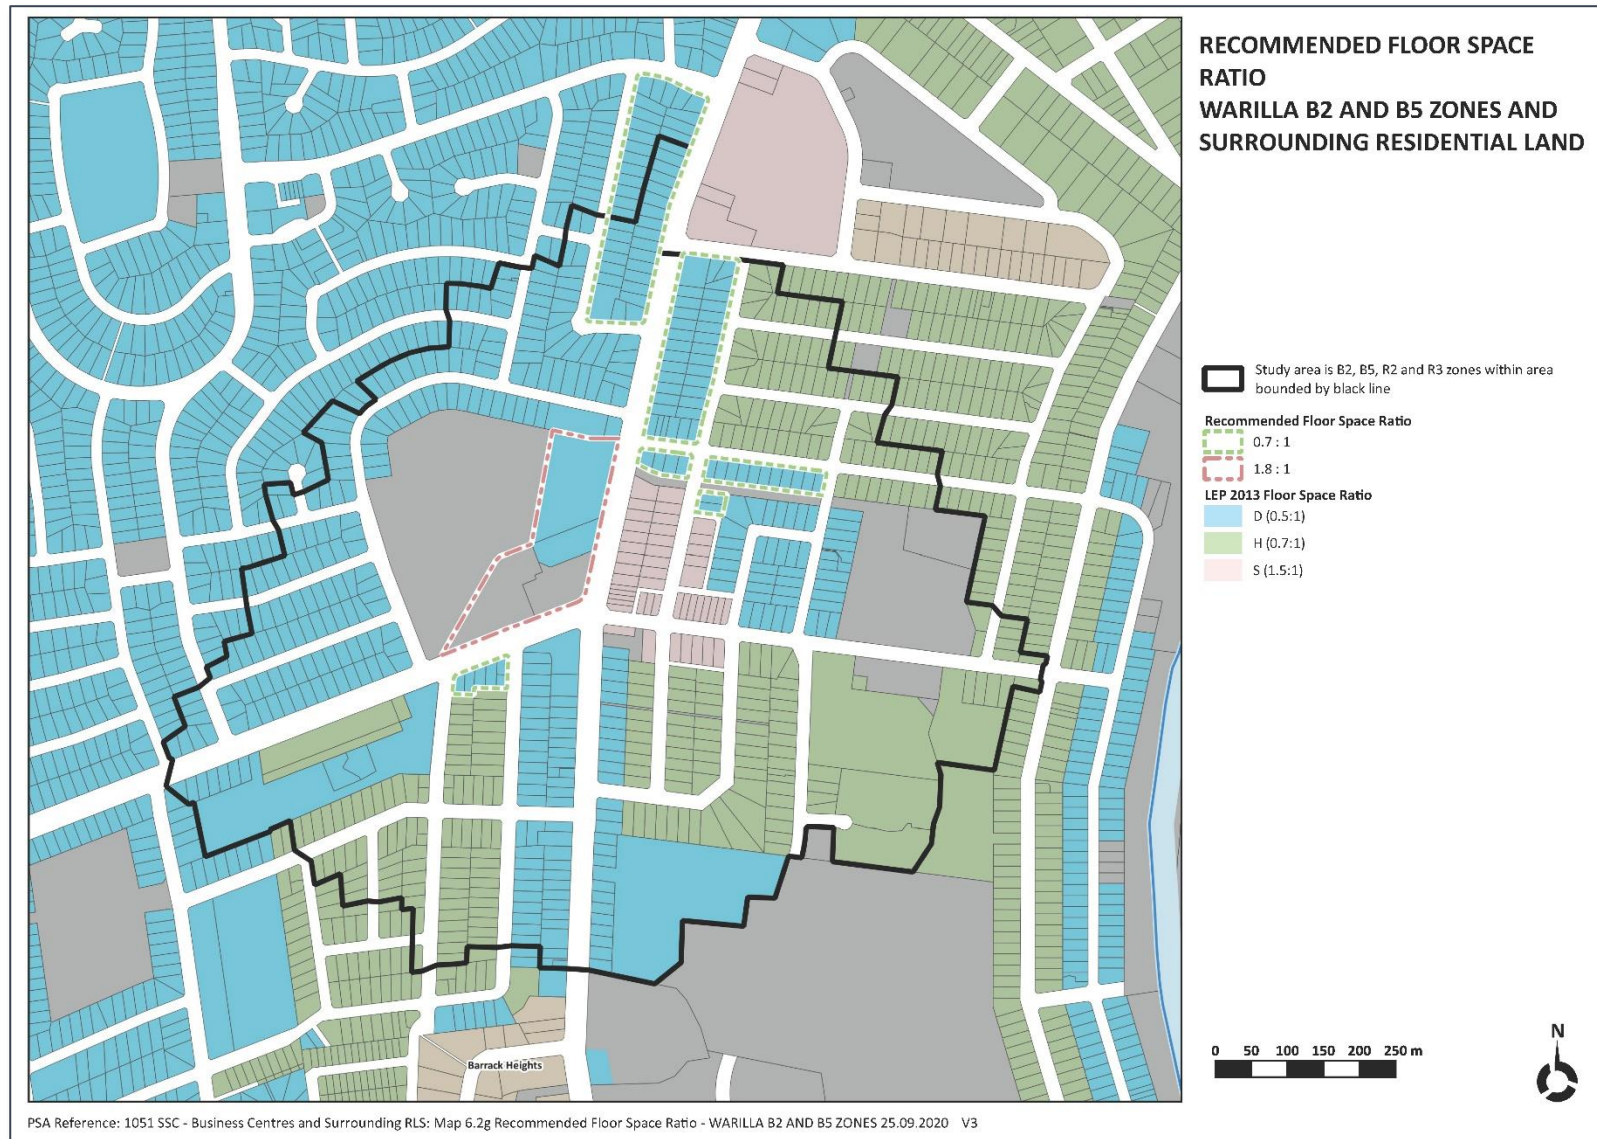 RECOMMENDED FLOOR SPACE
RATIO
WARILLA B2 AND B5 ZONES AND
SURROUNDING RESIDENTIAL LAND
Study area is B2, B5, R2 and R3 zones within area
bounded by black line
Recommended Floor Space Ratio
0.7 : 1
1.8 : 1
LEP 2013 Floor Space Ratio
D (0.5:1)
H (0.7:1)
S (1.5:1)
Barrack Heights
0 50 100 150 200 250 m
N
PSA Reference: 1051 SSC - Business Centres and Surrounding RLS: Map 6.2g Recommended Floor Space Ratio - WARILLA B2 AND B5 ZONES 25.09.2020 V3